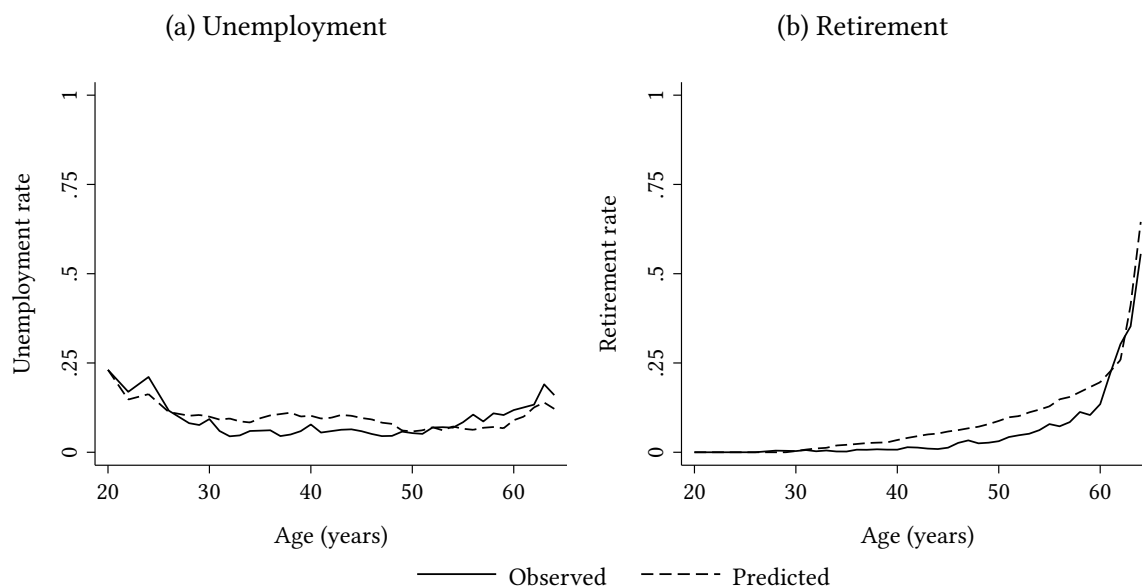 (a) Unemployment
(b) Retirement
Unemployment rate
1
.75
.5
.25
0
20 30 40 50 60
Age (years)
Retirement rate
1
.75
.5
.25
0
20 30 40 50 60
Age (years)
Observed Predicted